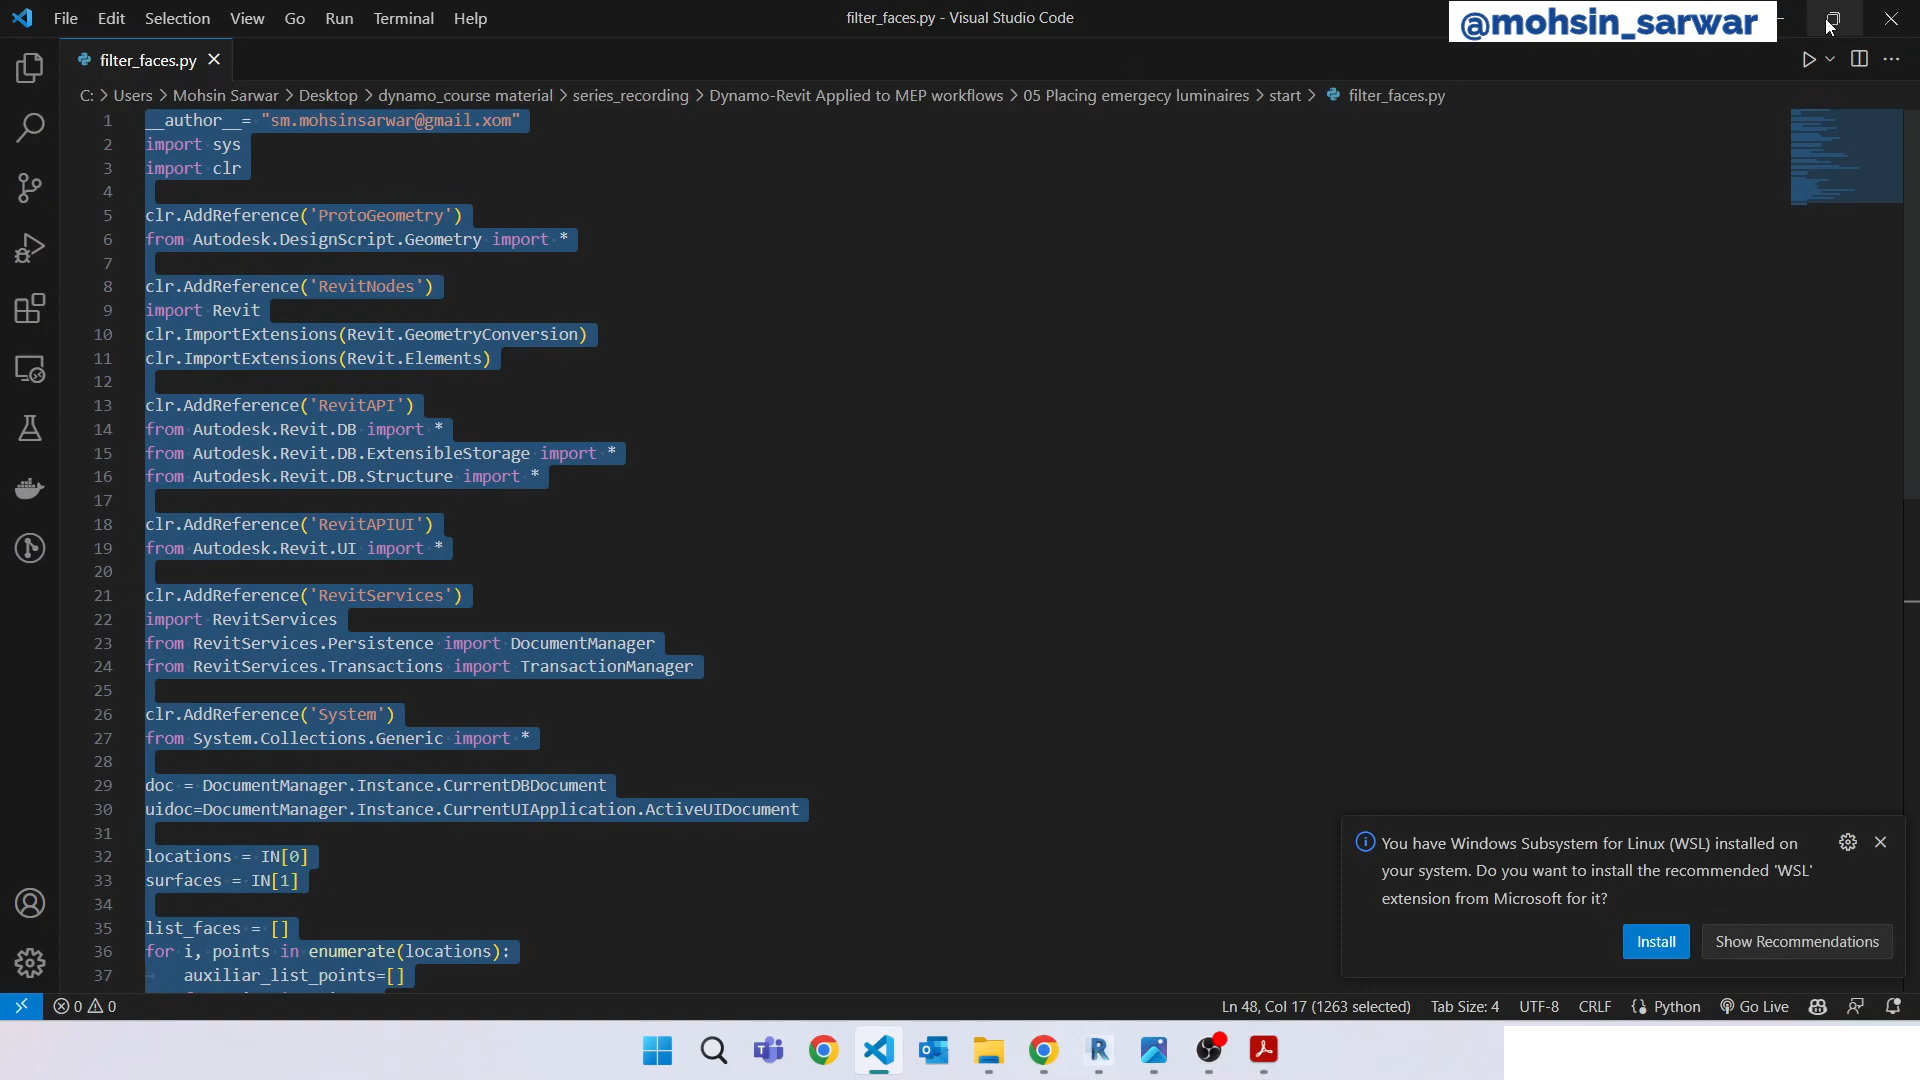 File Edit Selection View Go Run Terminal Help
filter_faces.py - Visual Studio Code
@mohsin_sarwar
filter_faces.py
C: > Users > Mohsin Sarwar > Desktop > dynamo_course material > series_recording > Dynamo-Revit Applied to MEP workflows > 05 Placing emergecy luminaires > start > filter_faces.py
1 __author__= "sm.mohsinsarwar@gmail.xom"
2 import sys
3 import clr
4
5 clr.AddReference('ProtoGeometry')
6 from Autodesk.DesignScript.Geometry import *
7
8 clr.AddReference('RevitNodes')
9 import Revit
10 clr.ImportExtensions(Revit.GeometryConversion)
11 clr.ImportExtensions(Revit.Elements)
12
13 clr.AddReference('RevitAPI')
14 from Autodesk.Revit.DB import *
15 from Autodesk.Revit.DB.ExtensibleStorage import *
16 from Autodesk.Revit.DB.Structure import *
17
18 clr.AddReference('RevitAPIUI')
19 from Autodesk.Revit.UI import *
20
21 clr.AddReference('RevitServices')
22 import RevitServices
23 from RevitServices.Persistence import DocumentManager
24 from RevitServices.Transactions import TransactionManager
25
26 clr.AddReference('System')
27 from System.Collections.Generic import *
28
29 doc = DocumentManager.Instance.CurrentDBDocument
30 uidoc=DocumentManager.Instance.CurrentUIApplication.ActiveUIDocument
31
32 locations = IN[0]
33 surfaces = IN[1]
34
35 list_faces = []
36 for i, points in enumerate(locations):
37 auxiliar_list_points=[]
You have Windows Subsystem for Linux (WSL) installed on
your system. Do you want to install the recommended 'WSL'
extension from Microsoft for it?
Install Show Recommendations
0 0 Ln 48, Col 17 (1263 selected) Tab Size: 4 UTF-8 CRLF Python Go Live